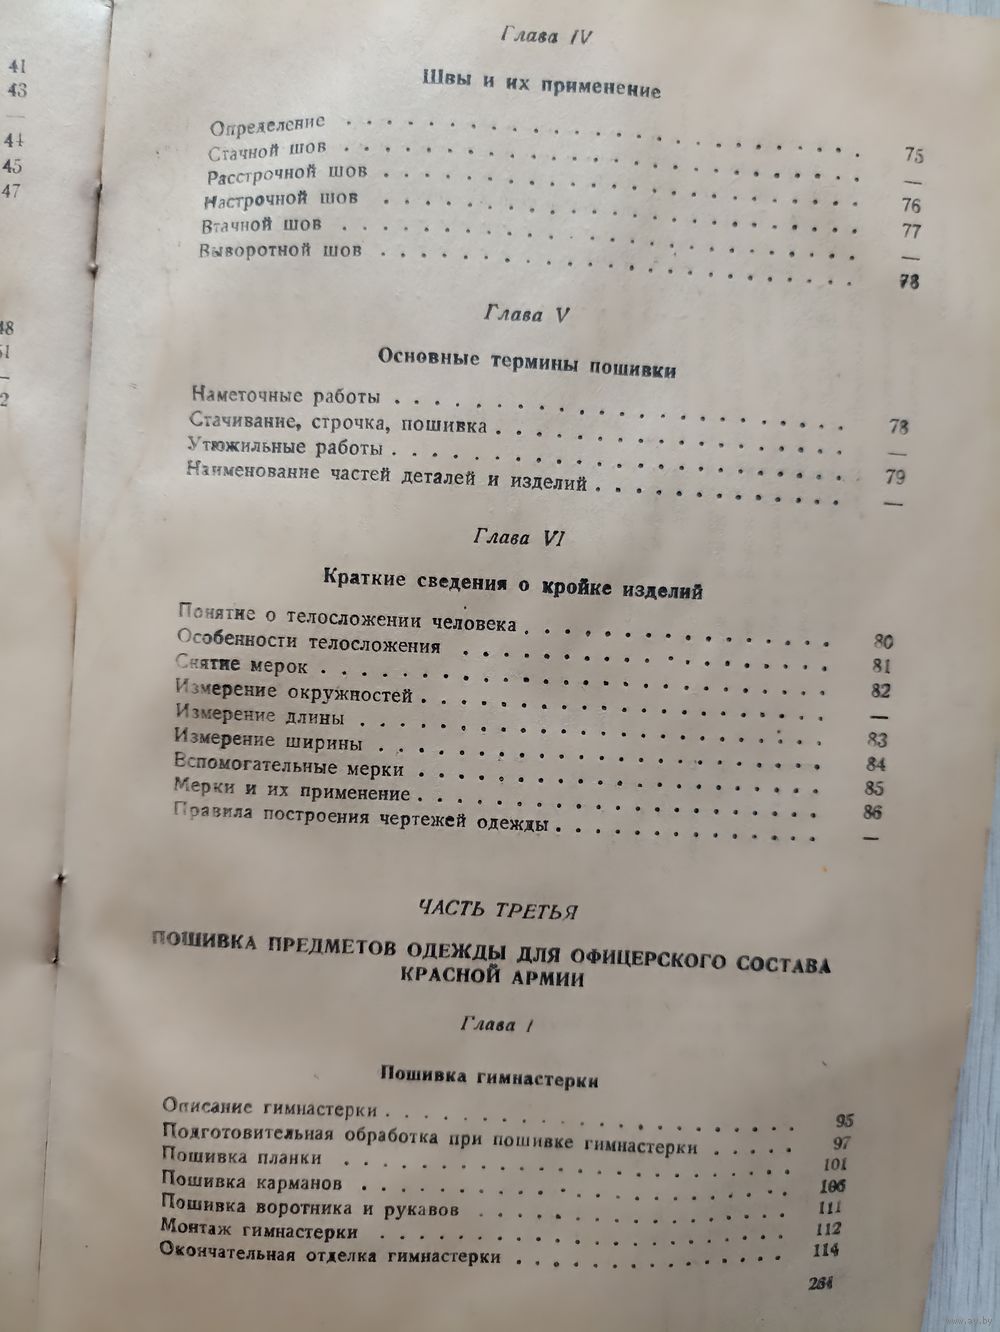 41
43
—
44
45
47
48
51
—
2
Глава IV
Швы и их применение
Определение . . . . . . . . . . . . . . . . . . . . 75
Стачной шов . . . . . . . . . . . . . . . . . . . . —
Расстрочной шов . . . . . . . . . . . . . . . . . . 76
Настрочной шов . . . . . . . . . . . . . . . . . . 77
Втачной шов . . . . . . . . . . . . . . . . . . . . —
Выворотной шов . . . . . . . . . . . . . . . . . . 78
Глава V
Основные термины пошивки
Наметочные работы . . . . . . . . . . . . . . . . . 78
Стачивание, строчка, пошивка . . . . . . . . . . . . —
Утюжильные работы . . . . . . . . . . . . . . . . . 79
Наименование частей деталей и изделий . . . . . . . . —
Глава VI
Краткие сведения о кройке изделий
Понятие о телосложении человека . . . . . . . . . . . 80
Особенности телосложения . . . . . . . . . . . . . . 81
Снятие мерок . . . . . . . . . . . . . . . . . . . . 82
Измерение окружностей . . . . . . . . . . . . . . . —
Измерение длины . . . . . . . . . . . . . . . . . . 83
Измерение ширины . . . . . . . . . . . . . . . . . . 84
Вспомогательные мерки . . . . . . . . . . . . . . . 85
Мерки и их применение . . . . . . . . . . . . . . . 86
Правила построения чертежей одежды . . . . . . . . . —
ЧАСТЬ ТРЕТЬЯ
ПОШИВКА ПРЕДМЕТОВ ОДЕЖДЫ ДЛЯ ОФИЦЕРСКОГО СОСТАВА
КРАСНОЙ АРМИИ
Глава I
Пошивка гимнастерки
Описание гимнастерки . . . . . . . . . . . . . . . . 95
Подготовительная обработка при пошивке гимнастерки . . . . . 97
Пошивка планки . . . . . . . . . . . . . . . . . . . 101
Пошивка карманов . . . . . . . . . . . . . . . . . . 106
Пошивка воротника и рукавов . . . . . . . . . . . . . 111
Монтаж гимнастерки . . . . . . . . . . . . . . . . . 112
Окончательная отделка гимнастерки . . . . . . . . . . 114
www.ay.by